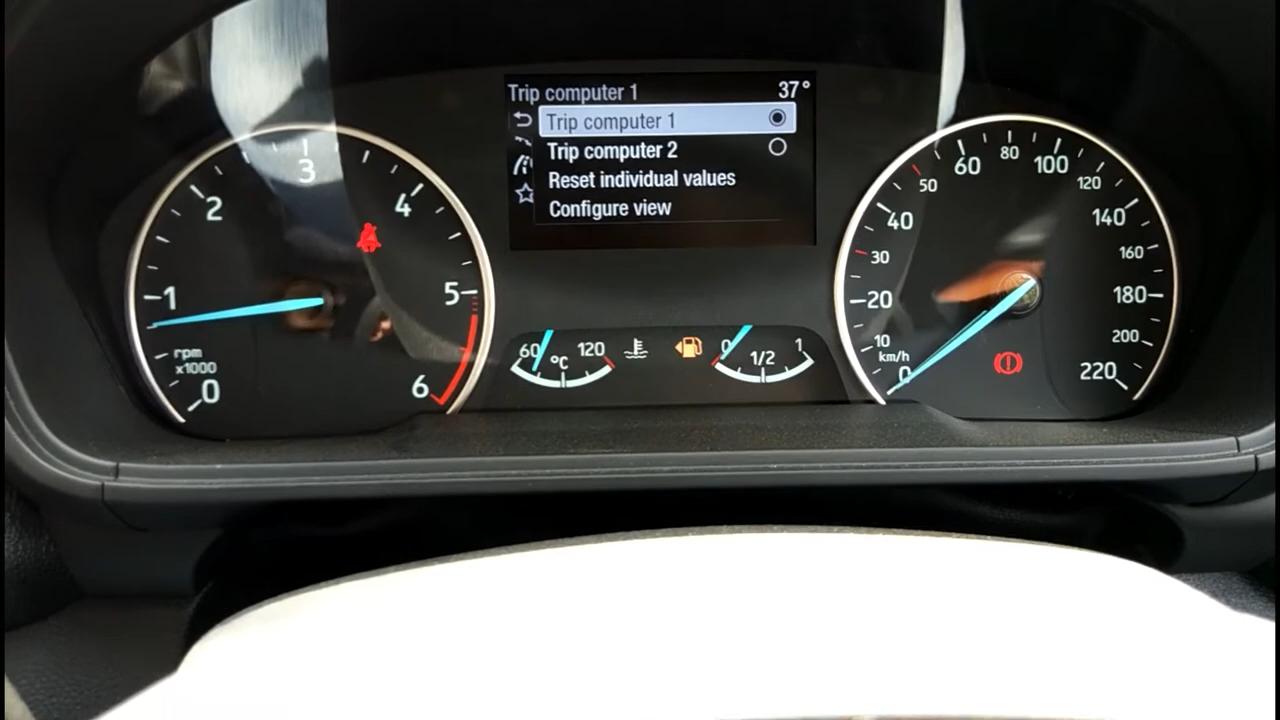 Trip computer 1 37°
Trip computer 1
Trip computer 2
Reset individual values
Configure view
0
1
2
3
4
5
6
rpm
x1000
60 120
°C
0 1/2 1
0
10
20
30
40
50
60
80
100
120
140
160
180
200
220
km/h